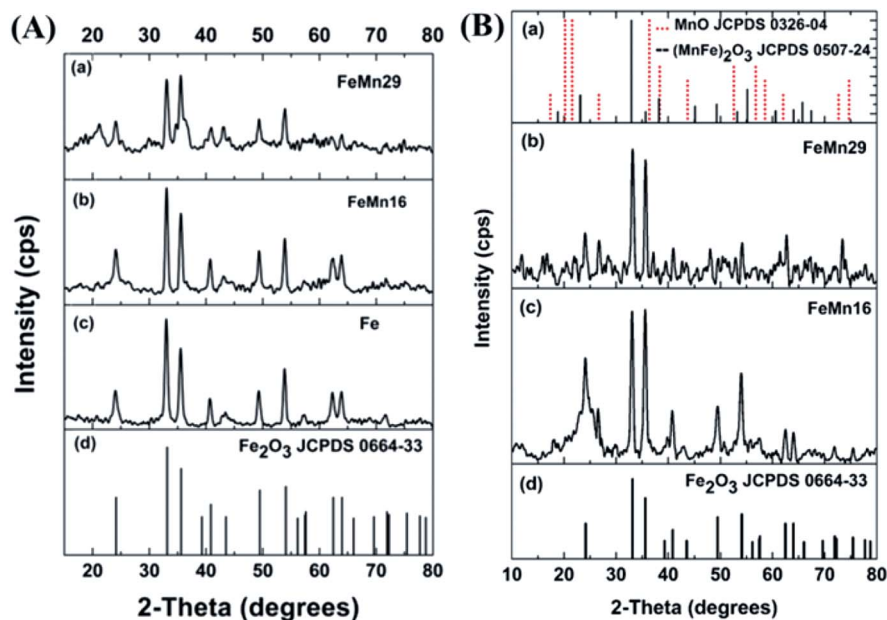 (A)
20 30 40 50 60 70 80
(a)
FeMn29
(b)
FeMn16
(c)
Fe
(d)
Fe₂O₃ JCPDS 0664-33
Intensity (cps)
20 30 40 50 60 70 80
2-Theta (degrees)
(B)
(a)
MnO JCPDS 0326-04
(MnFe)₂O₃ JCPDS 0507-24
(b)
FeMn29
(c)
FeMn16
(d)
Fe₂O₃ JCPDS 0664-33
Intensity (cps)
10 20 30 40 50 60 70 80
2-Theta (degrees)